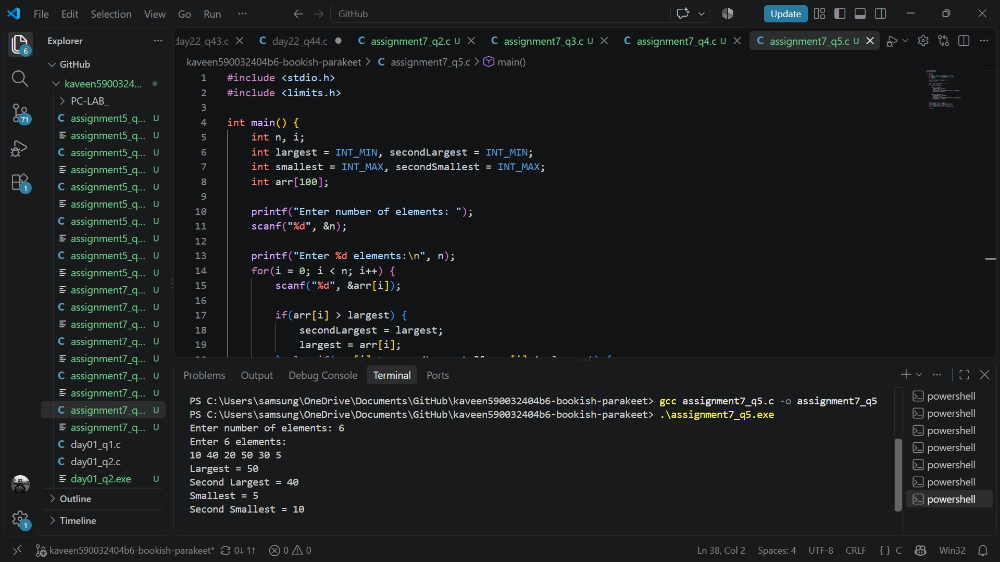 File Edit Selection View Go Run ··· GitHub Update
Explorer
GitHub
kaveen5900324...
PC-LAB_
assignment5_q... U
assignment5_q... U
assignment5_q... U
assignment5_q... U
assignment5_q... U
assignment5_q... U
assignment5_q... U
assignment5_q... U
assignment5_q... U
assignment5_q... U
assignment7_q... U
assignment7_q... U
assignment7_q... U
assignment7_q... U
assignment7_q... U
assignment7_q... U
assignment7_q... U
assignment7_q... U
assignment7_q... U
day01_q1.c
day01_q2.c
day01_q2.exe U
Outline
Timeline
6
71
1
1
day22_q43.c day22_q44.c assignment7_q2.c U assignment7_q3.c U assignment7_q4.c U assignment7_q5.c U
kaveen590032404b6-bookish-parakeet > C assignment7_q5.c > main()
1 #include <stdio.h>
2 #include <limits.h>
3
4 int main() {
5 int n, i;
6 int largest = INT_MIN, secondLargest = INT_MIN;
7 int smallest = INT_MAX, secondSmallest = INT_MAX;
8 int arr[100];
9
10 printf("Enter number of elements: ");
11 scanf("%d", &n);
12
13 printf("Enter %d elements:\n", n);
14 for(i = 0; i < n; i++) {
15 scanf("%d", &arr[i]);
16
17 if(arr[i] > largest) {
18 secondLargest = largest;
19 largest = arr[i];
Problems Output Debug Console Terminal Ports
PS C:\Users\samsung\OneDrive\Documents\GitHub\kaveen590032404b6-bookish-parakeet> gcc assignment7_q5.c -o assignment7_q5
PS C:\Users\samsung\OneDrive\Documents\GitHub\kaveen590032404b6-bookish-parakeet> .\assignment7_q5.exe
Enter number of elements: 6
Enter 6 elements:
10 40 20 50 30 5
Largest = 50
Second Largest = 40
Smallest = 5
Second Smallest = 10
powershell
powershell
powershell
powershell
powershell
powershell
powershell
kaveen590032404b6-bookish-parakeet* 0↓ 1↑ 0 0 Ln 38, Col 2 Spaces: 4 UTF-8 CRLF { } C Win32